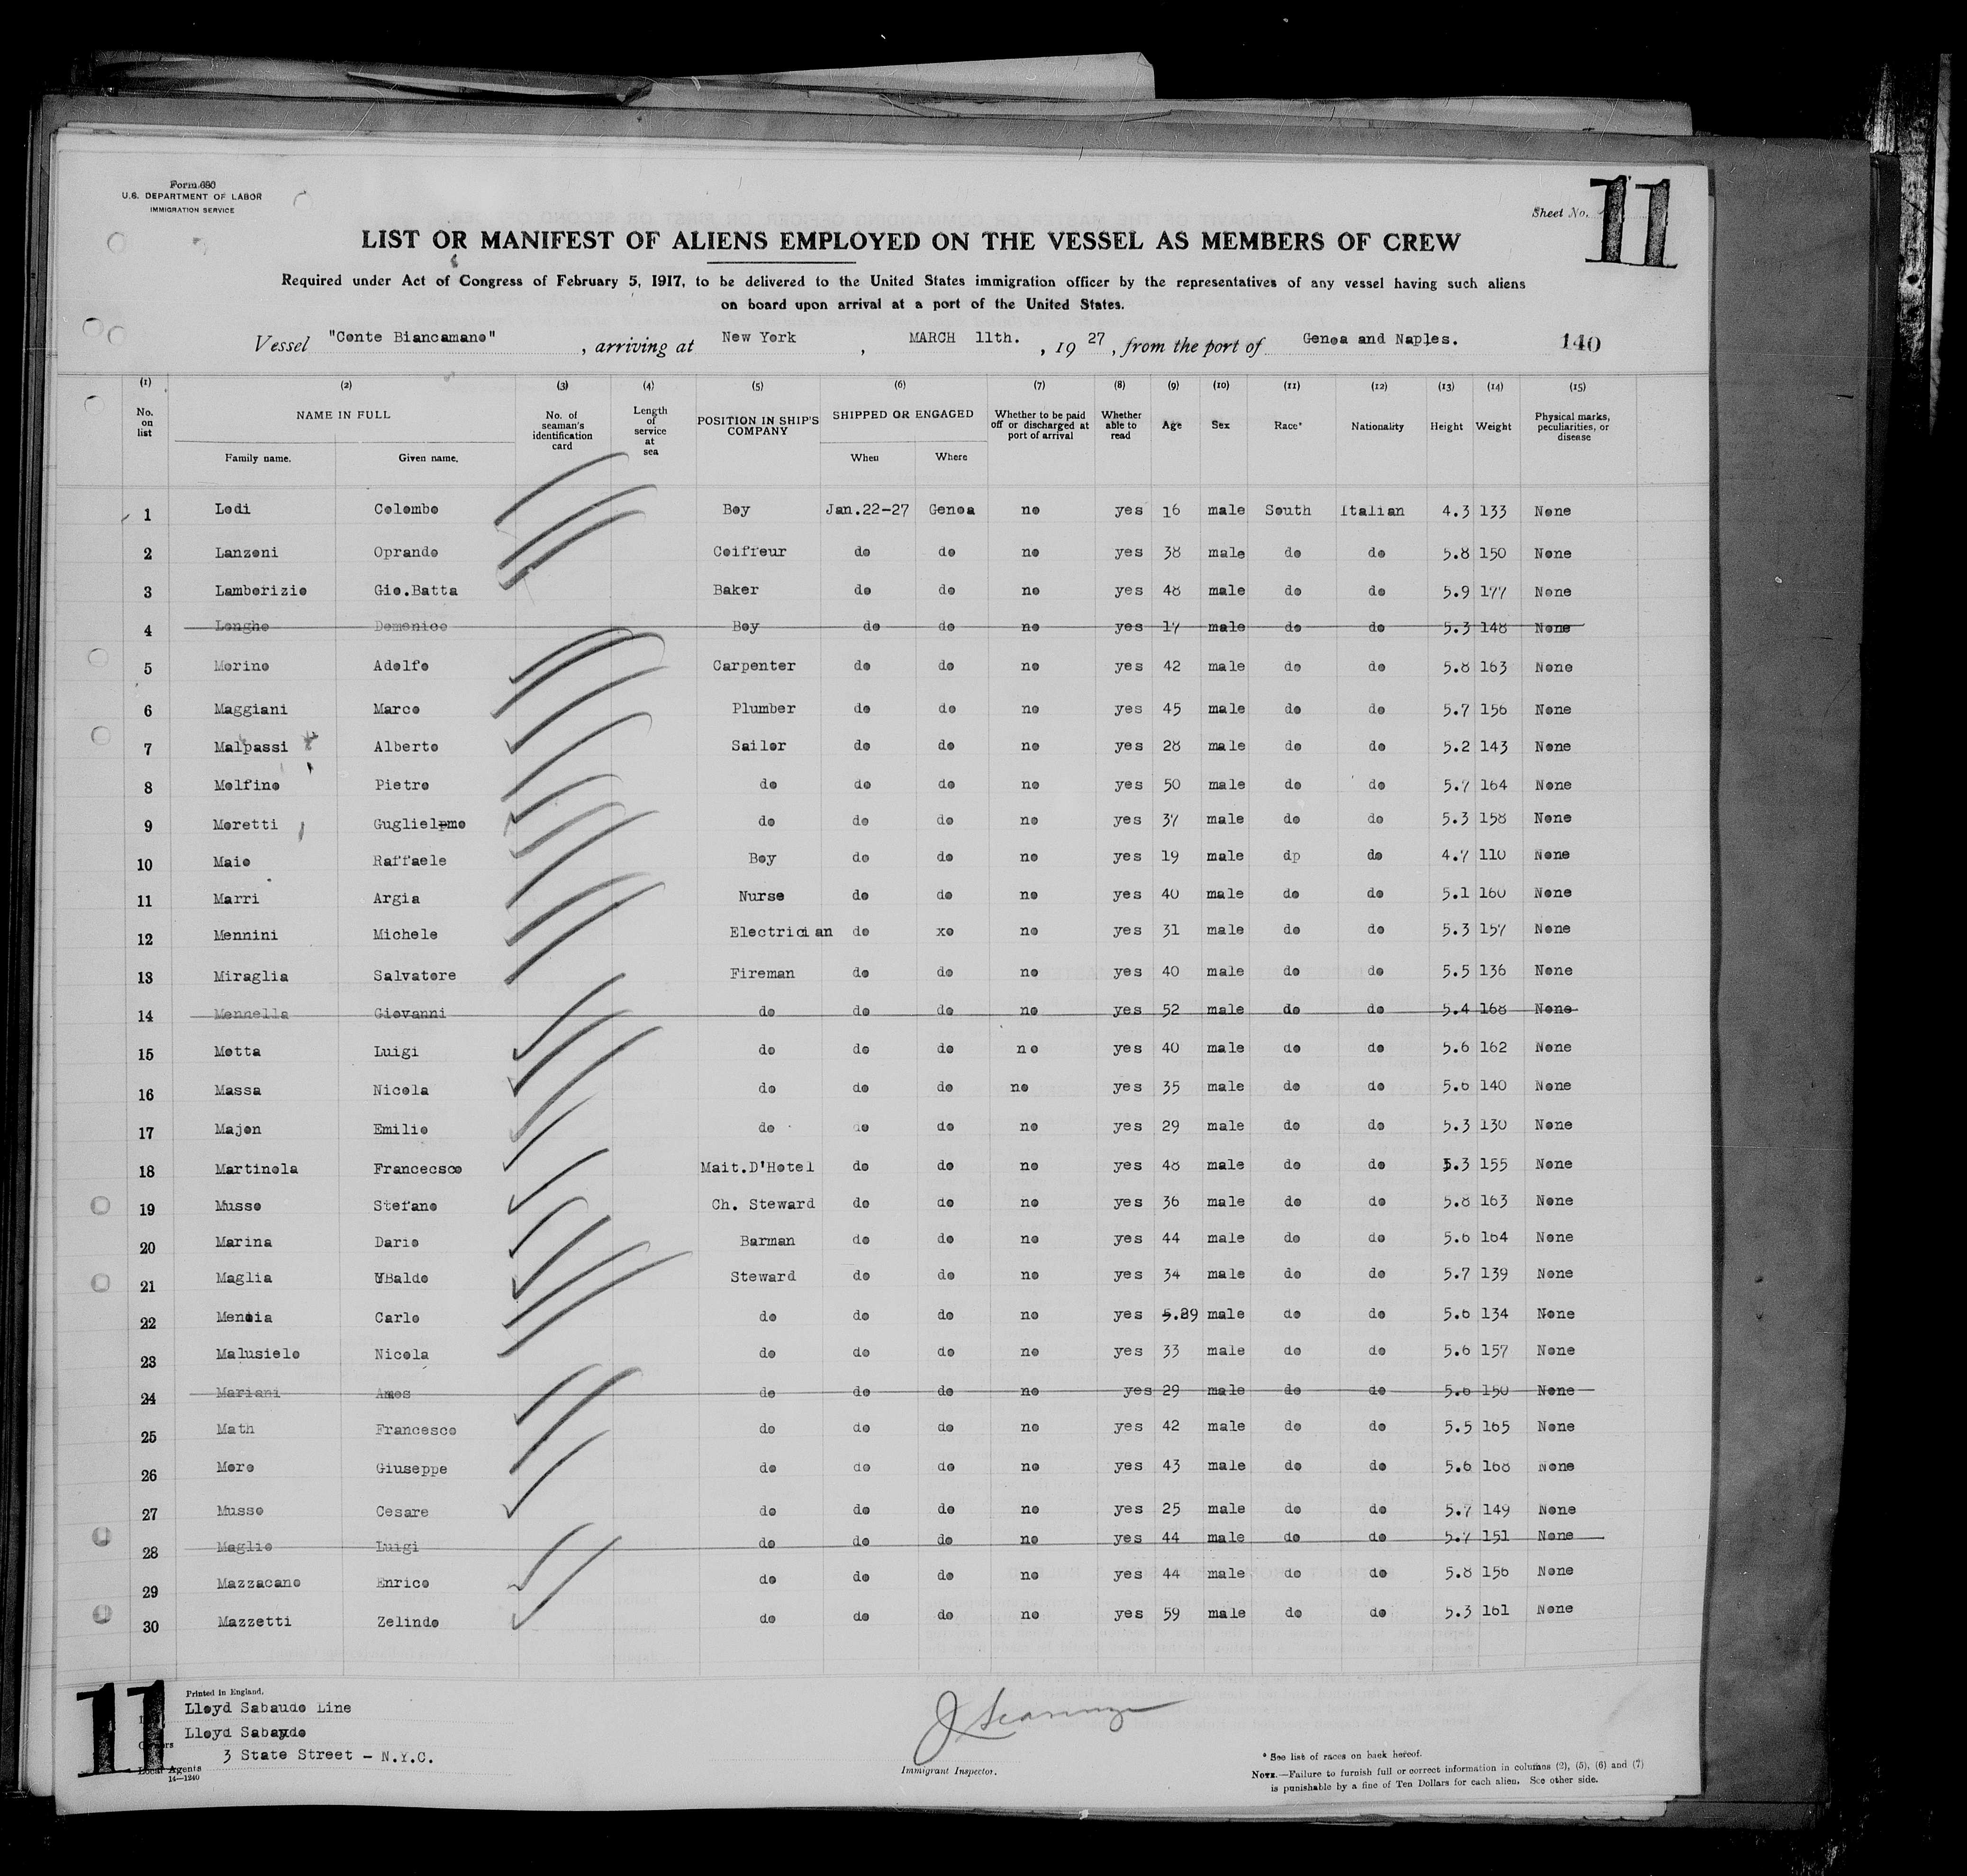 Form 680
U.S. DEPARTMENT OF LABOR
IMMIGRATION SERVICE
Sheet No. 11
LIST OR MANIFEST OF ALIENS EMPLOYED ON THE VESSEL AS MEMBERS OF CREW
Required under Act of Congress of February 5, 1917, to be delivered to the United States immigration officer by the representatives of any vessel having such aliens
on board upon arrival at a port of the United States.
Vessel "Conte Biancamano", arriving at New York, MARCH 11th., 19 27, from the port of Genoa and Naples. 140
(1) (2) (3) (4) (5) (6) (7) (8) (9) (10) (11) (12) (13) (14) (15)
No. on list NAME IN FULL Family name. Given name. No. of seaman's identification card Length of service at sea POSITION IN SHIP'S COMPANY SHIPPED OR ENGAGED When Where Whether to be paid off or discharged at port of arrival Whether able to read Age Sex Race* Nationality Height Weight Physical marks, peculiarities, or disease
1 Lodi Colombo Boy Jan.22-27 Genoa no yes 16 male South Italian 4.3 133 None
2 Lanzoni Oprando Coiffeur do do no yes 38 male do do 5.8 150 None
3 Lamborizio Gio.Batta Baker do do no yes 48 male do do 5.9 177 None
4 Longho Domenico Boy do do no yes 17 male do do 5.3 148 None
5 Morino Adolfo Carpenter do do no yes 42 male do do 5.8 163 None
6 Maggiani Marco Plumber do do no yes 45 male do do 5.7 156 None
7 Malpassi Alberto Sailor do do no yes 28 male do do 5.2 143 None
8 Molfino Pietro do do do no yes 50 male do do 5.7 164 None
9 Moretti Guglielpmo do do do no yes 37 male do do 5.3 158 None
10 Maio Raffaele Boy do do no yes 19 male dp do 4.7 110 None
11 Marri Argia Nurse do do no yes 40 male do do 5.1 160 None
12 Mennini Michele Electrician do xo no yes 31 male do do 5.3 157 None
13 Miraglia Salvatore Fireman do do no yes 40 male do do 5.5 136 None
14 Mennella Giovanni do do do no yes 52 male do do 5.4 168 None
15 Motta Luigi do do do no yes 40 male do do 5.6 162 None
16 Massa Nicola do do do no yes 35 male do do 5.6 140 None
17 Majon Emilio do do do no yes 29 male do do 5.3 130 None
18 Martinola Francecsco Mait.D'Hotel do do no yes 48 male do do 5.3 155 None
19 Musso Stefano Ch. Steward do do no yes 36 male do do 5.8 163 None
20 Marina Dario Barman do do no yes 44 male do do 5.6 164 None
21 Maglia UBaldo Steward do do no yes 34 male do do 5.7 139 None
22 Carlo do do do no yes 5.29 male do do 5.6 134 None
23 Malusielo Nicola do do do no yes 33 male do do 5.6 157 None
24 Mariani Amos do do do no yes 29 male do do 5.6 150 None
25 Math Francesco do do do no yes 42 male do do 5.5 165 None
26 Moro Giuseppe do do do no yes 43 male do do 5.6 168 None
27 Musso Cesare do do do no yes 25 male do do 5.7 149 None
28 Maglio Luigi do do do no yes 44 male do do 5.7 151 None
29 Mazzacano Enrico do do do no yes 44 male do do 5.8 156 None
30 Mazzetti Zelindo do do do no yes 59 male do do 5.3 161 None
11
Printed in England.
Lloyd Sabaudo Line
Lloyd Sabaudo
3 State Street - N.Y.C.
Local Agents
14—1240
Immigrant Inspector.
* See list of races on back hereof.
NOTE.—Failure to furnish full or correct information in columns (2), (5), (6) and (7)
is punishable by a fine of Ten Dollars for each alien. See other side.